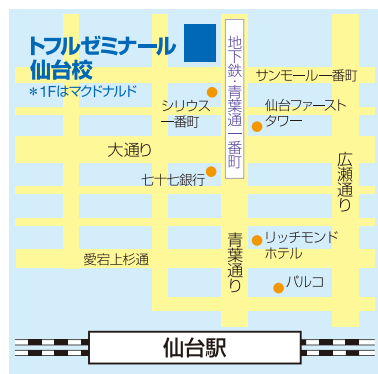 トフルゼミナール
仙台校
*1Fはマクドナルド
地下鉄・青葉通一番町
サンモール一番町
シリウス
一番町
仙台ファースト
タワー
大通り
七十七銀行
広瀬通り
青葉通り
リッチモンド
ホテル
愛宕上杉通
パルコ
仙台駅